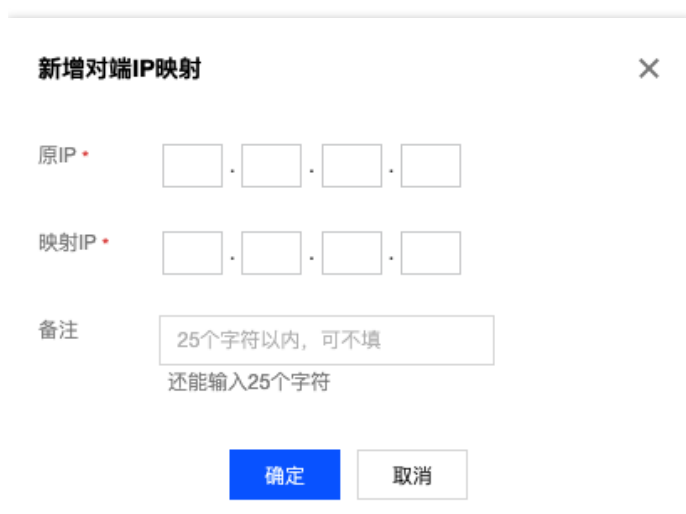 新增对端IP映射
原IP *
. . .
映射IP *
. . .
备注
25个字符以内，可不填
还能输入25个字符
确定 取消